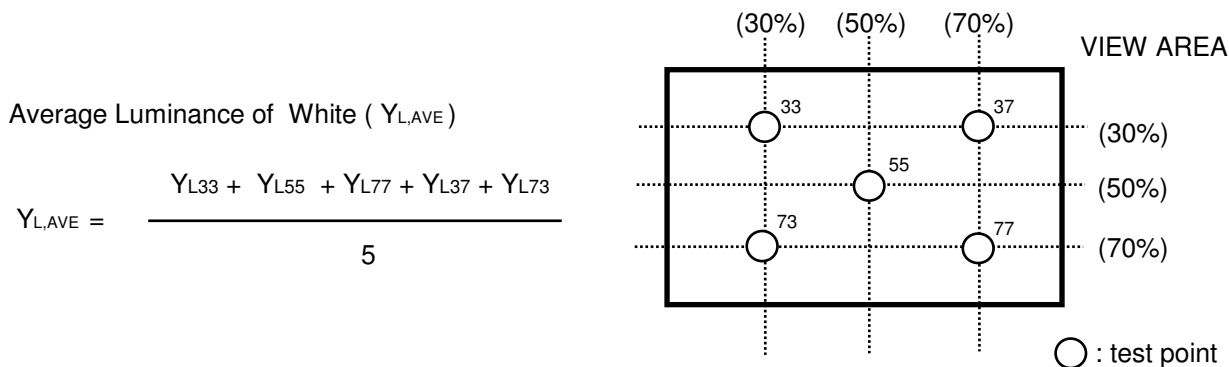 (30%) (50%) (70%)
VIEW AREA
Average Luminance of White ( YL,AVE )
YL,AVE = YL33 + YL55 + YL77 + YL37 + YL73
5
33 37
(30%)
55
(50%)
73 77
(70%)
: test point